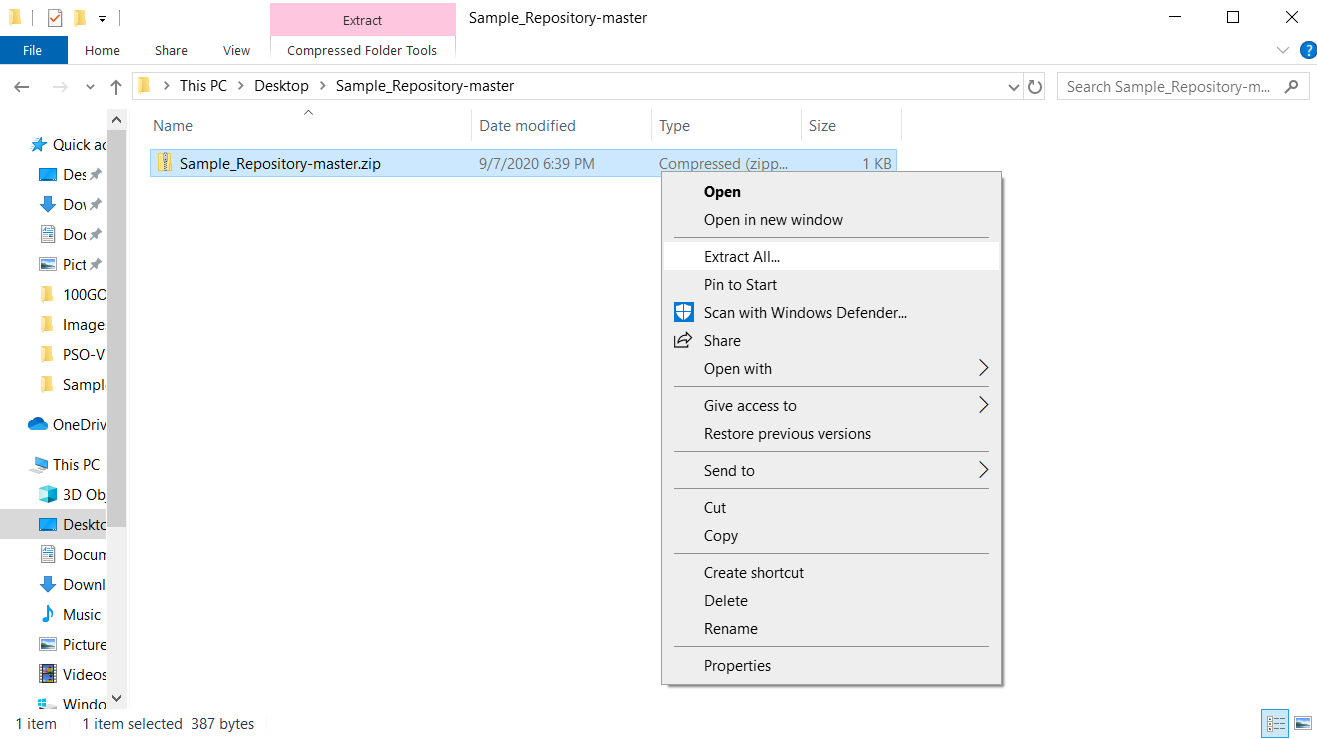 Extract
Sample_Repository-master
File
Home
Share
View
Compressed Folder Tools
?
This PC
Desktop
Sample_Repository-master
Search Sample_Repository-m...
Name
Date modified
Type
Size
Sample_Repository-master.zip
9/7/2020 6:39 PM
Compressed (zipp...
1 KB
Quick ac
Des
Dov
Doc
Pict
100GO
Image
PSO-V
Sampl
OneDriv
This PC
3D Obj
Deskto
Docum
Downl
Music
Picture
Videos
Windo
Open
Open in new window
Extract All...
Pin to Start
Scan with Windows Defender...
Share
Open with
Give access to
Restore previous versions
Send to
Cut
Copy
Create shortcut
Delete
Rename
Properties
1 item
1 item selected 387 bytes